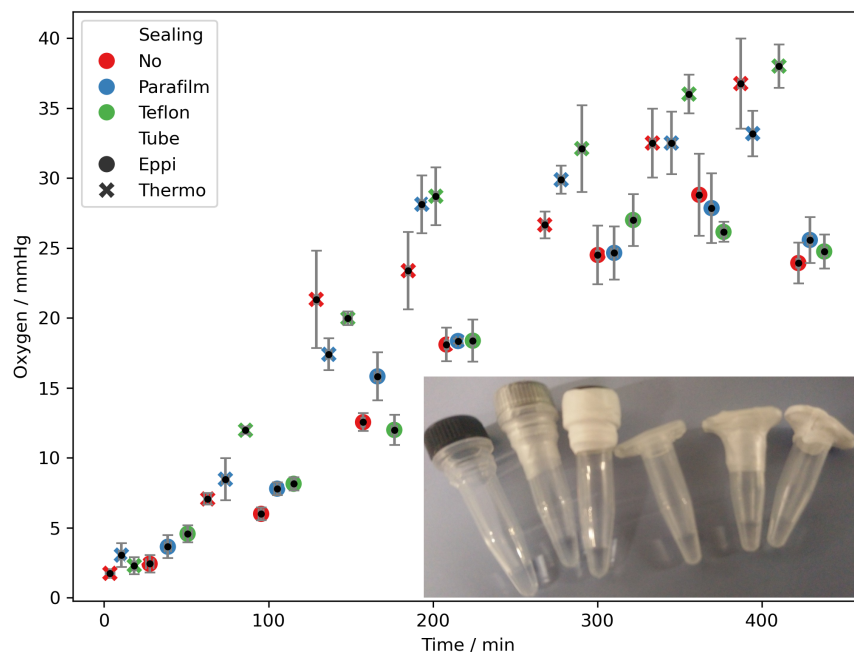 40
35
30
25
20
15
10
5
0
Oxygen / mmHg
Sealing
No
Parafilm
Teflon
Tube
Eppi
Thermo
0 100 200 300 400
Time / min